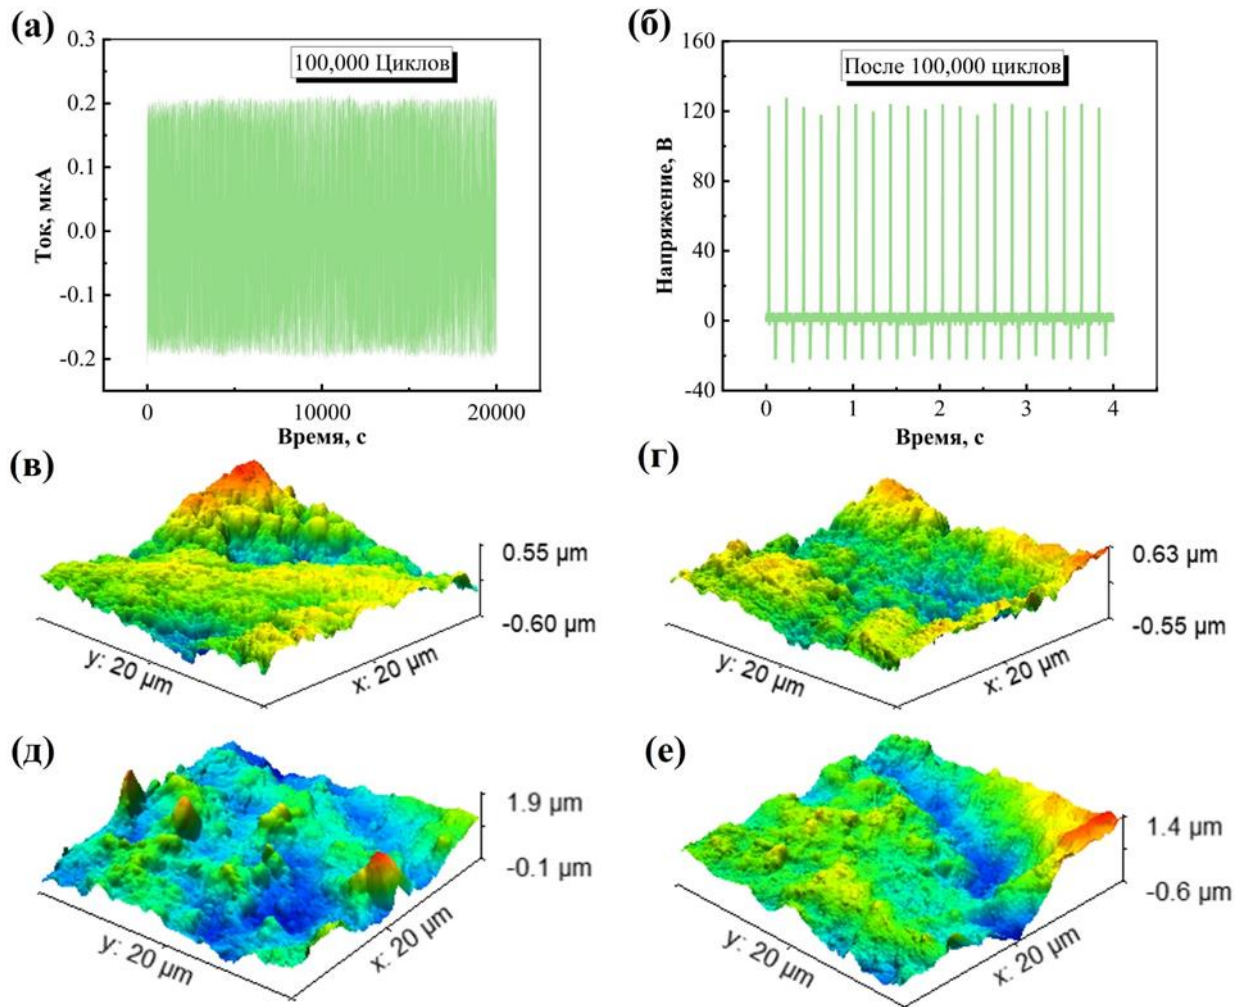 (а)
(б)
100,000 Циклов
После 100,000 циклов
Ток, мкА
0.3
0.2
0.1
0.0
-0.1
-0.2
0
10000
20000
Время, с
Напряжение, В
160
120
80
40
0
-40
0
1
2
3
4
Время, с
(в)
0.55 µm
-0.60 µm
y: 20 µm
x: 20 µm
(г)
0.63 µm
-0.55 µm
y: 20 µm
x: 20 µm
(д)
1.9 µm
-0.1 µm
y: 20 µm
x: 20 µm
(е)
1.4 µm
-0.6 µm
y: 20 µm
x: 20 µm